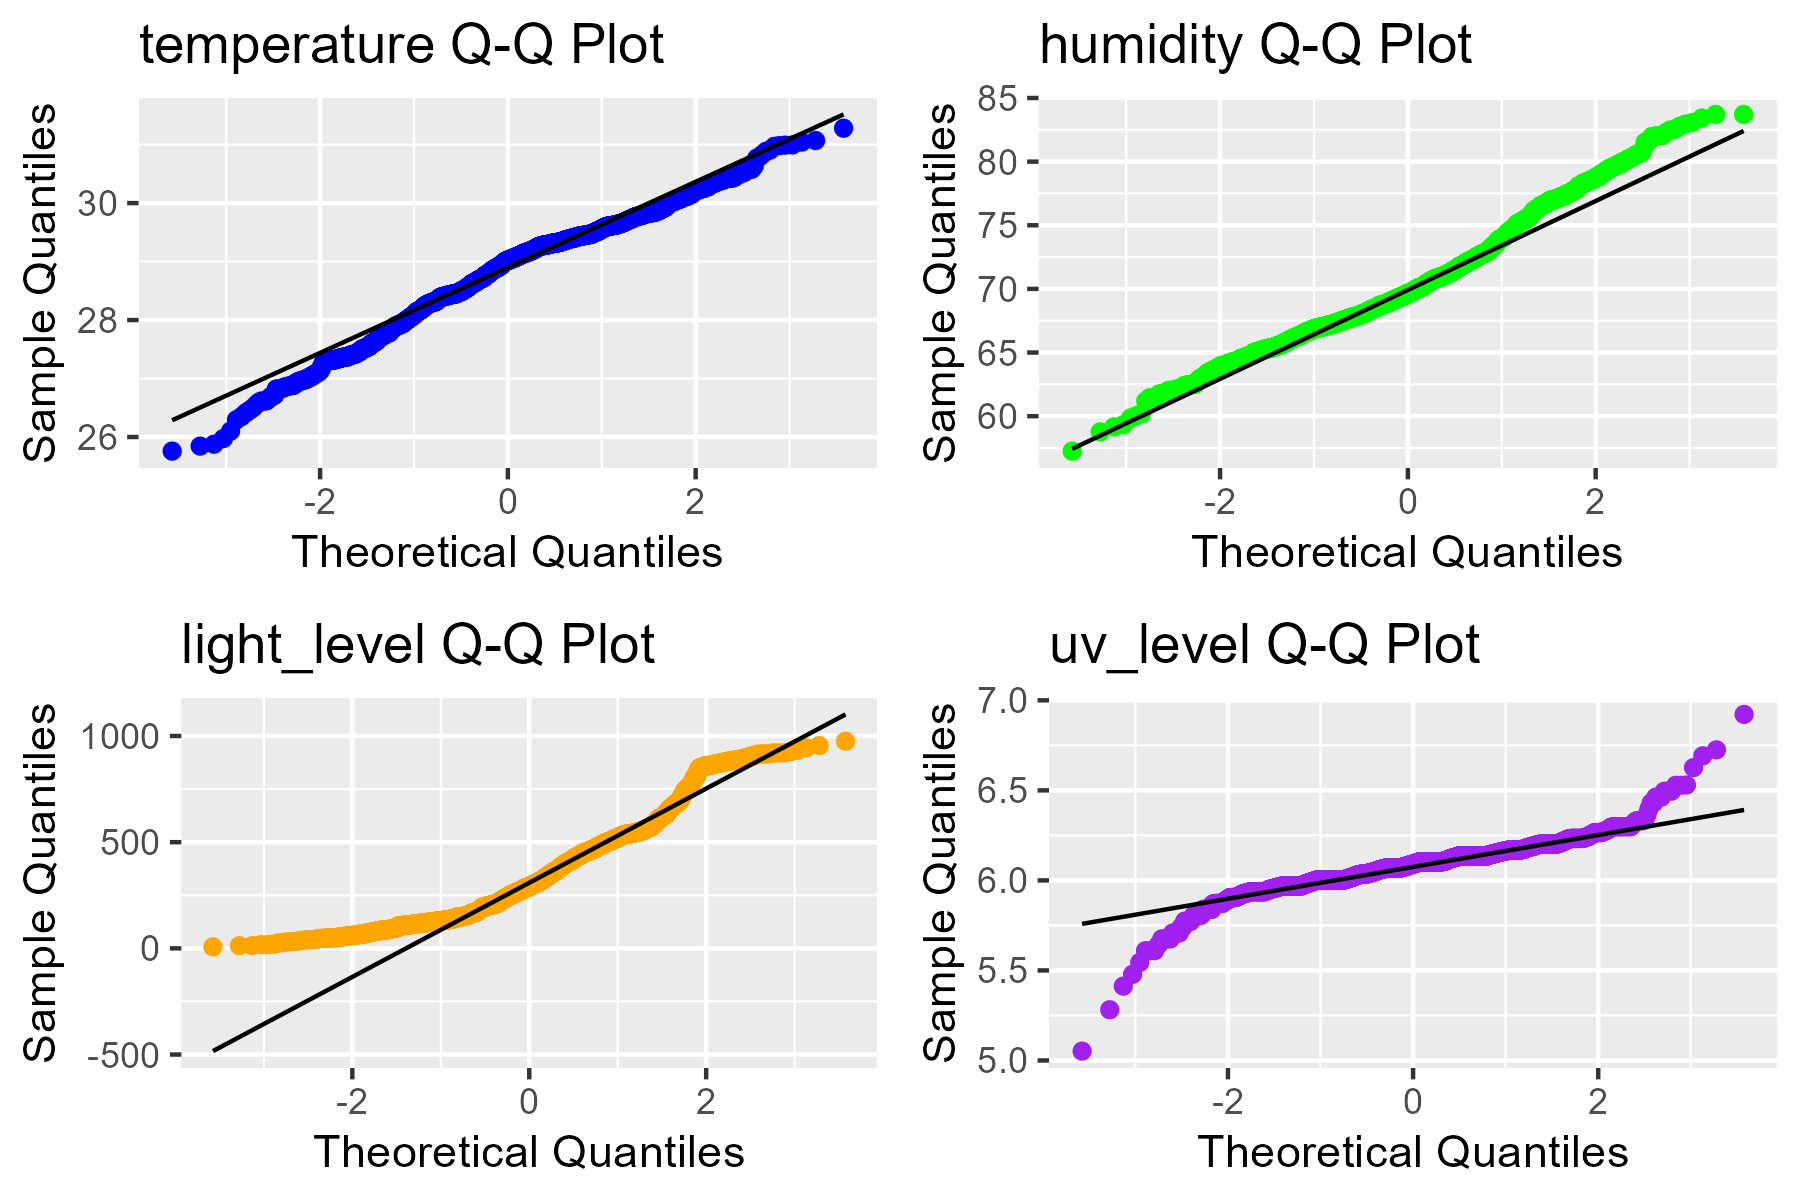 temperature Q-Q Plot
Sample Quantiles
30
28
26
-2 0 2
Theoretical Quantiles
humidity Q-Q Plot
Sample Quantiles
85
80
75
70
65
60
-2 0 2
Theoretical Quantiles
light_level Q-Q Plot
Sample Quantiles
1000
500
0
-500
-2 0 2
Theoretical Quantiles
uv_level Q-Q Plot
Sample Quantiles
7.0
6.5
6.0
5.5
5.0
-2 0 2
Theoretical Quantiles